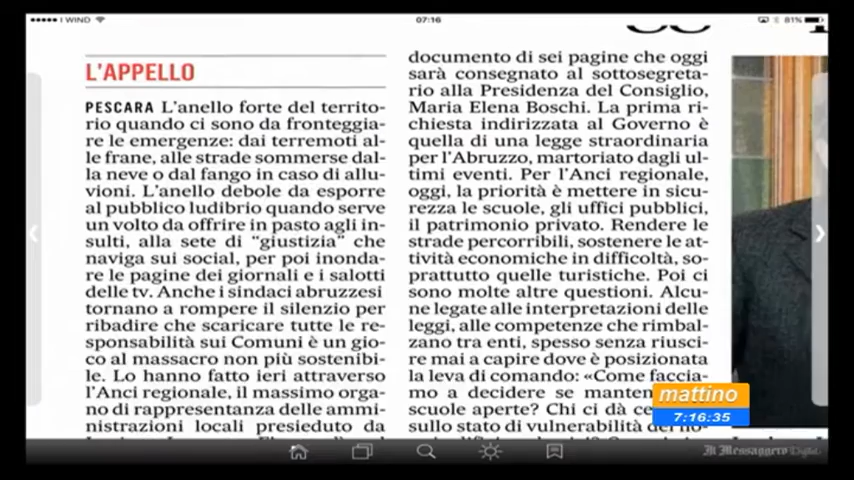 I WIND
07:16
81%
L'APPELLO
PESCARA L'anello forte del territo-
rio quando ci sono da fronteggia-
re le emergenze: dai terremoti al-
le frane, alle strade sommerse dal-
la neve o dal fango in caso di allu-
vioni. L'anello debole da esporre
al pubblico ludibrio quando serve
un volto da offrire in pasto agli in-
sulti, alla sete di “giustizia” che
naviga sui social, per poi inonda-
re le pagine dei giornali e i salotti
delle tv. Anche i sindaci abruzzesi
tornano a rompere il silenzio per
ribadire che scaricare tutte le re-
sponsabilità sui Comuni è un gio-
co al massacro non più sostenibi-
le. Lo hanno fatto ieri attraverso
l'Anci regionale, il massimo orga-
no di rappresentanza delle ammi-
nistrazioni locali presieduto da
documento di sei pagine che oggi
sarà consegnato al sottosegreta-
rio alla Presidenza del Consiglio,
Maria Elena Boschi. La prima ri-
chiesta indirizzata al Governo è
quella di una legge straordinaria
per l'Abruzzo, martoriato dagli ul-
timi eventi. Per l'Anci regionale,
oggi, la priorità è mettere in sicu-
rezza le scuole, gli uffici pubblici,
il patrimonio privato. Rendere le
strade percorribili, sostenere le at-
tività economiche in difficoltà, so-
prattutto quelle turistiche. Poi ci
sono molte altre questioni. Alcu-
ne legate alle interpretazioni delle
leggi, alle competenze che rimbal-
zano tra enti, spesso senza riusci-
re mai a capire dove è posizionata
la leva di comando: «Come faccia-
mo a decidere se manten
scuole aperte? Chi ci dà ce
sullo stato di vulnerabilità
mattino
7:16:35
Il Messaggero Digital